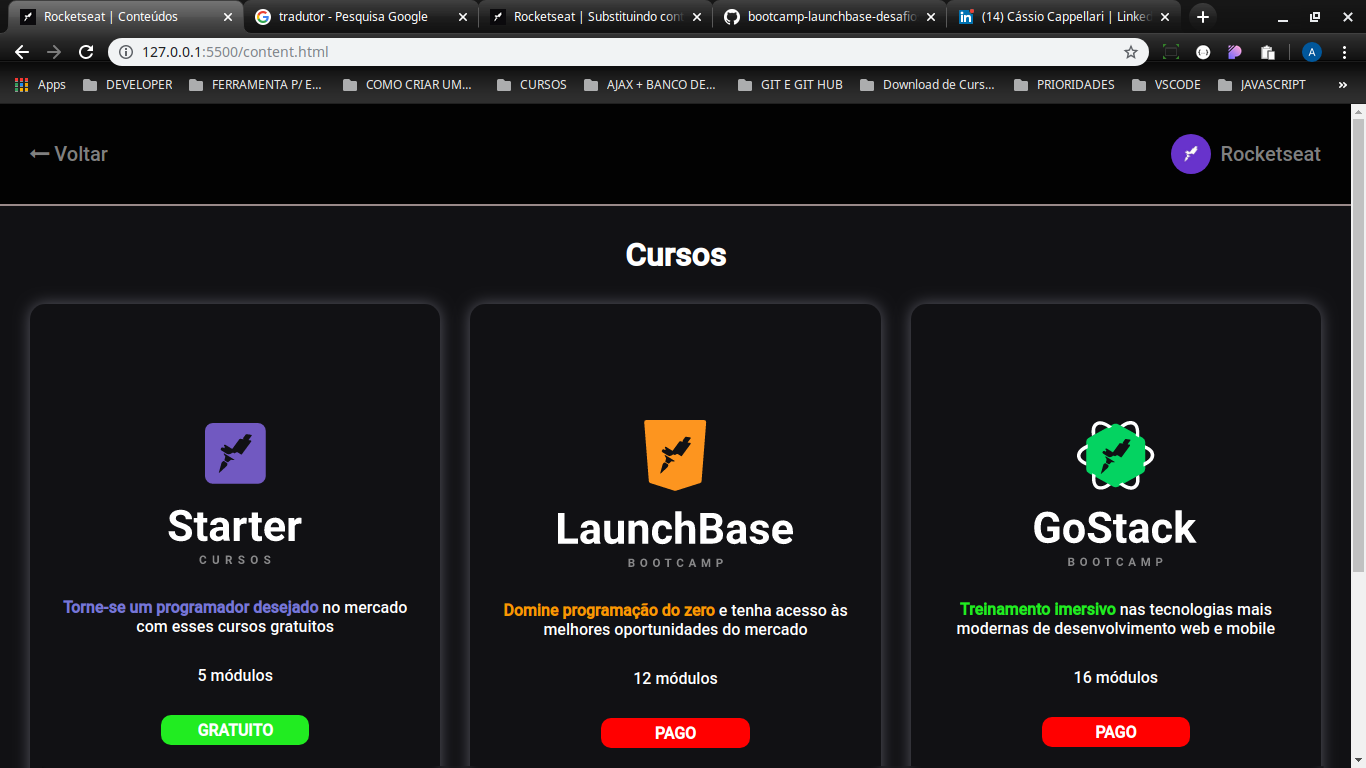 Rocketseat | Conteúdos
tradutor - Pesquisa Google
Rocketseat | Substituindo cont
bootcamp-launchbase-desafio
(14) Cássio Cappellari | Linked
127.0.0.1:5500/content.html
A
Apps
DEVELOPER
FERRAMENTA P/ E...
COMO CRIAR UM...
CURSOS
AJAX + BANCO DE...
GIT E GIT HUB
Download de Curs...
PRIORIDADES
VSCODE
JAVASCRIPT
»
Voltar
Rocketseat
Cursos
Starter
CURSOS
Torne-se um programador desejado no mercado
com esses cursos gratuitos
5 módulos
GRATUITO
LaunchBase
BOOTCAMP
Domine programação do zero e tenha acesso às
melhores oportunidades do mercado
12 módulos
PAGO
GoStack
BOOTCAMP
Treinamento imersivo nas tecnologias mais
modernas de desenvolvimento web e mobile
16 módulos
PAGO